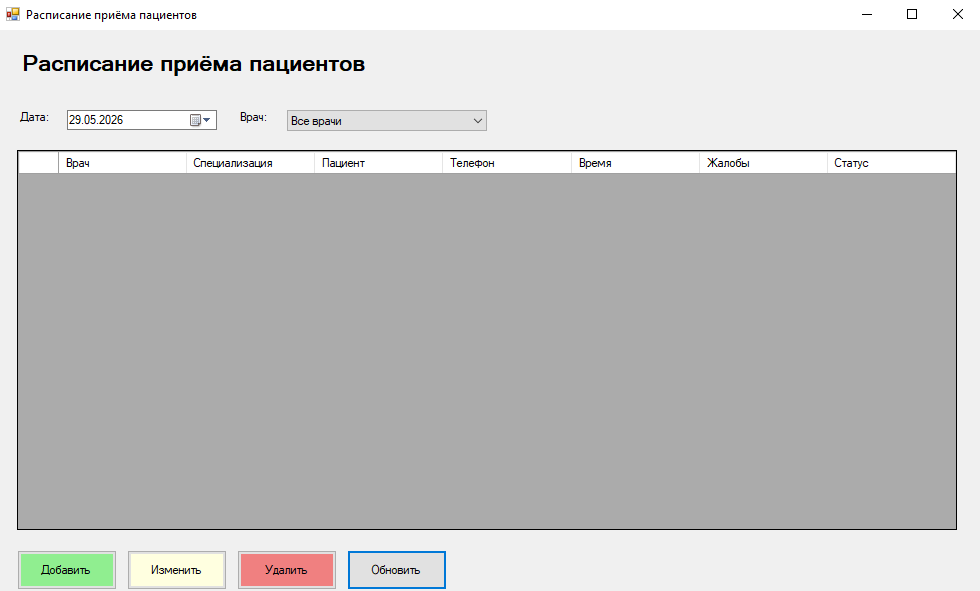 Расписание приёма пациентов
Расписание приёма пациентов
Дата: 29.05.2026 Врач: Все врачи
Врач Специализация Пациент Телефон Время Жалобы Статус
Добавить Изменить Удалить Обновить